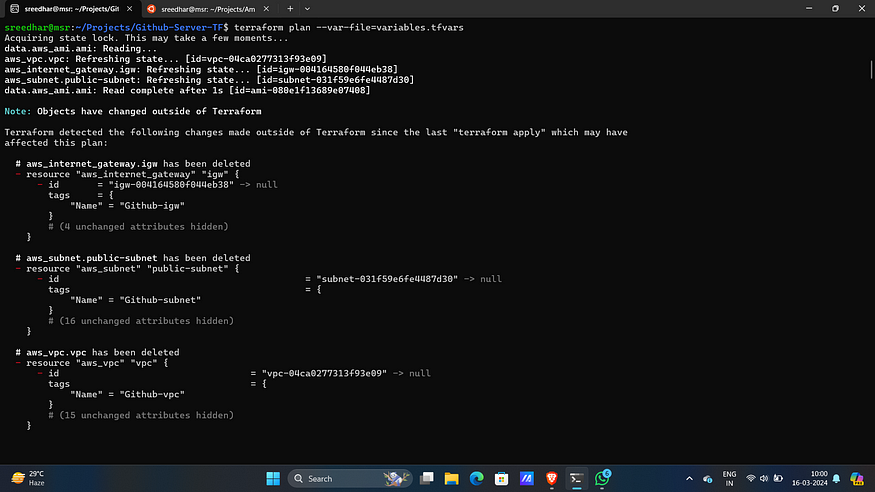 sreedhar@msr: ~/Projects/Github-Server-TF
sreedhar@msr: ~/Projects/Am
sreedhar@msr:~/Projects/Github-Server-TF$ terraform plan --var-file=variables.tfvars
Acquiring state lock. This may take a few moments...
data.aws_ami.ami: Reading...
aws_vpc.vpc: Refreshing state... [id=vpc-04ca0277313f93e09]
aws_internet_gateway.igw: Refreshing state... [id=igw-004164580f044eb38]
aws_subnet.public-subnet: Refreshing state... [id=subnet-031f59e6fe4487d30]
data.aws_ami.ami: Read complete after 1s [id=ami-080e1f13689e07408]
Note: Objects have changed outside of Terraform
Terraform detected the following changes made outside of Terraform since the last "terraform apply" which may have
affected this plan:
# aws_internet_gateway.igw has been deleted
- resource "aws_internet_gateway" "igw" {
- id = "igw-004164580f044eb38" -> null
tags = {
"Name" = "Github-igw"
}
# (4 unchanged attributes hidden)
}
# aws_subnet.public-subnet has been deleted
- resource "aws_subnet" "public-subnet" {
- id = "subnet-031f59e6fe4487d30" -> null
tags = {
"Name" = "Github-subnet"
}
# (16 unchanged attributes hidden)
}
# aws_vpc.vpc has been deleted
- resource "aws_vpc" "vpc" {
- id = "vpc-04ca0277313f93e09" -> null
tags = {
"Name" = "Github-vpc"
}
# (15 unchanged attributes hidden)
}
29°C
Haze
Search
6
ENG
IN
10:00
16-03-2024